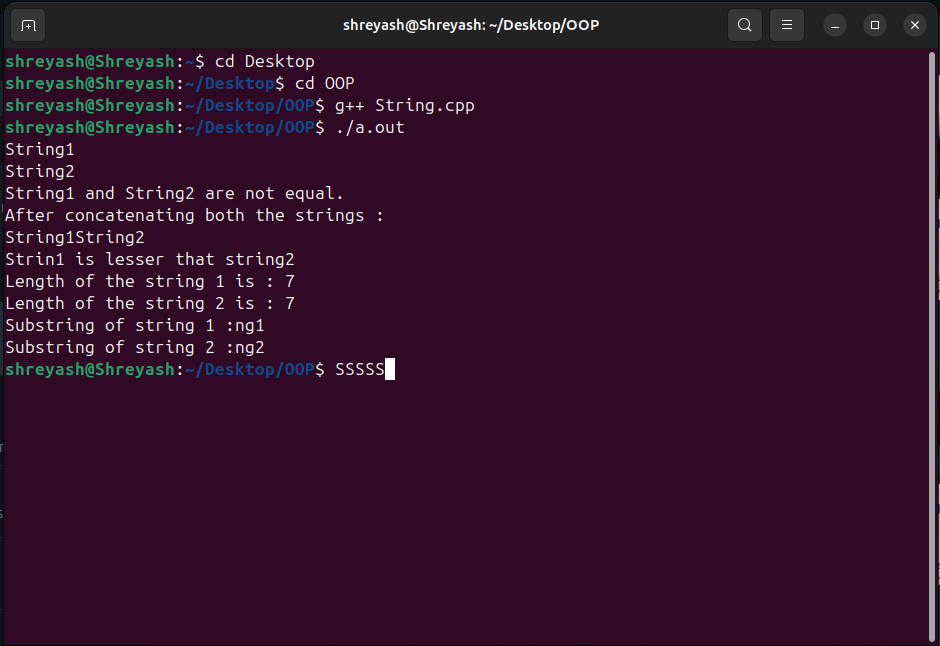 shreyash@Shreyash: ~/Desktop/OOP
shreyash@Shreyash:~$ cd Desktop
shreyash@Shreyash:~/Desktop$ cd OOP
shreyash@Shreyash:~/Desktop/OOP$ g++ String.cpp
shreyash@Shreyash:~/Desktop/OOP$ ./a.out
String1
String2
String1 and String2 are not equal.
After concatenating both the strings :
String1String2
Strin1 is lesser that string2
Length of the string 1 is : 7
Length of the string 2 is : 7
Substring of string 1 :ng1
Substring of string 2 :ng2
shreyash@Shreyash:~/Desktop/OOP$ SSSSS